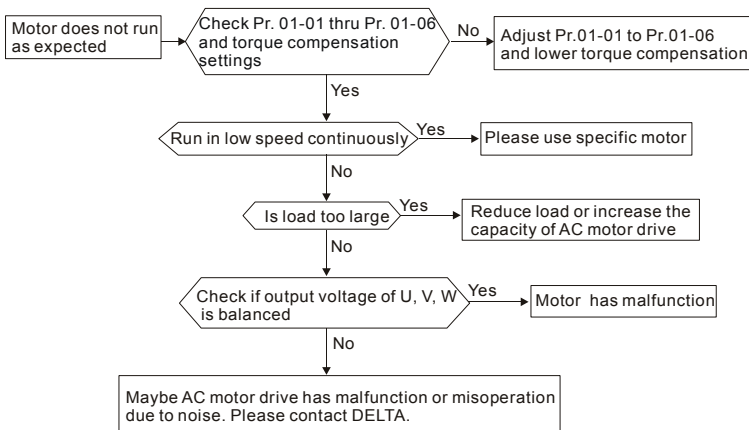 Motor does not run
as expected
Check Pr. 01-01 thru Pr. 01-06
and torque compensation
settings
No
Adjust Pr.01-01 to Pr.01-06
and lower torque compensation
Yes
Run in low speed continuously
Yes
Please use specific motor
No
Is load too large
Yes
Reduce load or increase the
capacity of AC motor drive
No
Check if output voltage of U, V, W
is balanced
Yes
Motor has malfunction
No
Maybe AC motor drive has malfunction or misoperation
due to noise. Please contact DELTA.